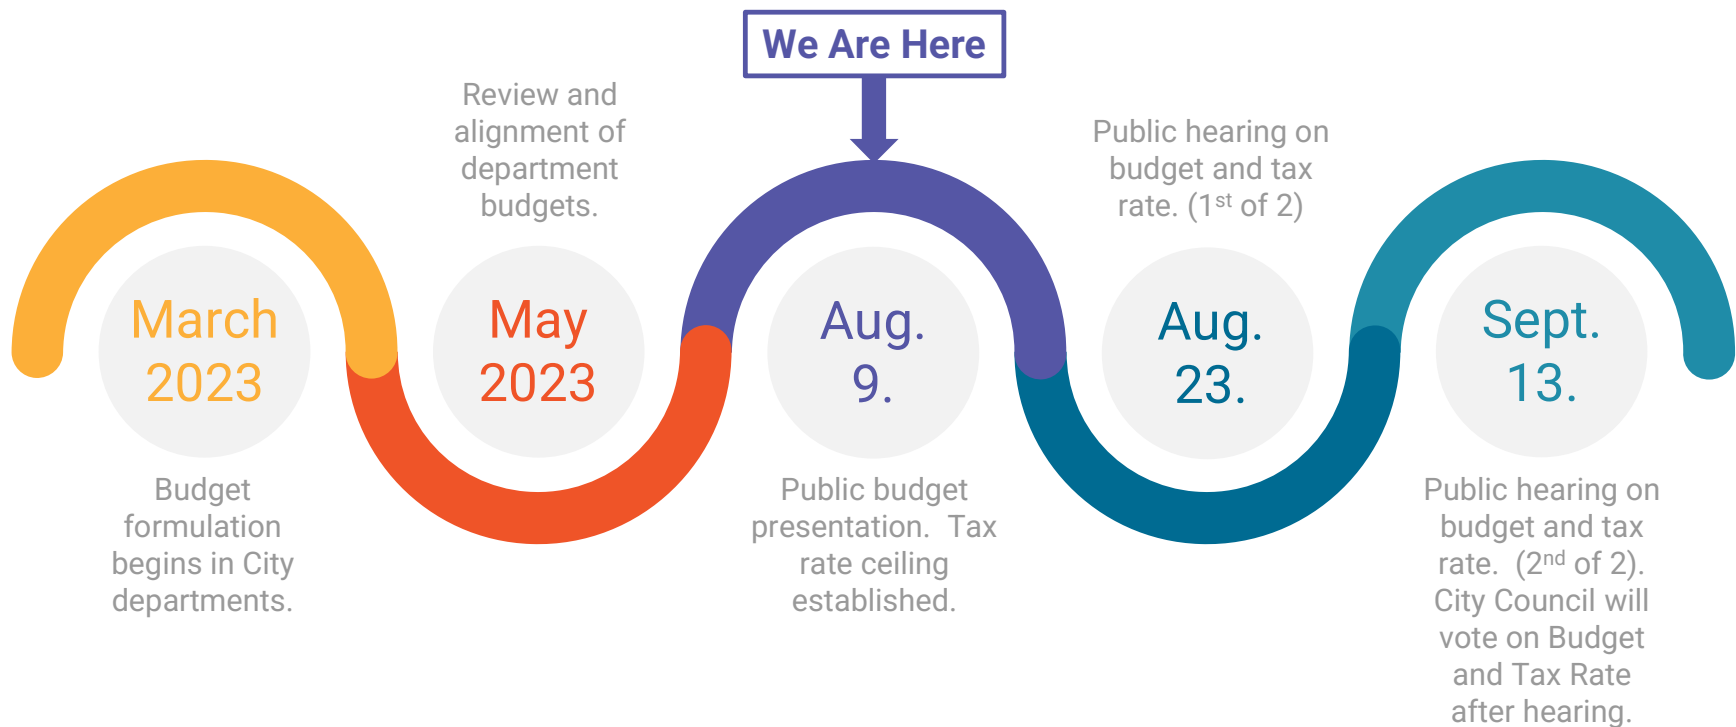 We Are Here
March
2023
Budget
formulation
begins in City
departments.
Review and
alignment of
department
budgets.
May
2023
Aug.
9.
Public budget
presentation.  Tax
rate ceiling
established.
Public hearing on
budget and tax
rate. (1st of 2)
Aug.
23.
Sept.
13.
Public hearing on
budget and tax
rate.  (2nd of 2).
City Council will
vote on Budget
and Tax Rate
after hearing.